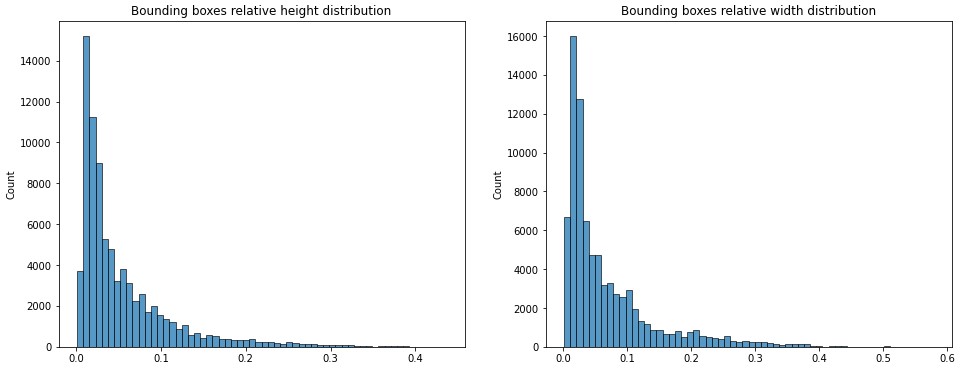 Bounding boxes relative height distribution
Count
14000
12000
10000
8000
6000
4000
2000
0
0.0 0.1 0.2 0.3 0.4
Bounding boxes relative width distribution
Count
16000
14000
12000
10000
8000
6000
4000
2000
0
0.0 0.1 0.2 0.3 0.4 0.5 0.6